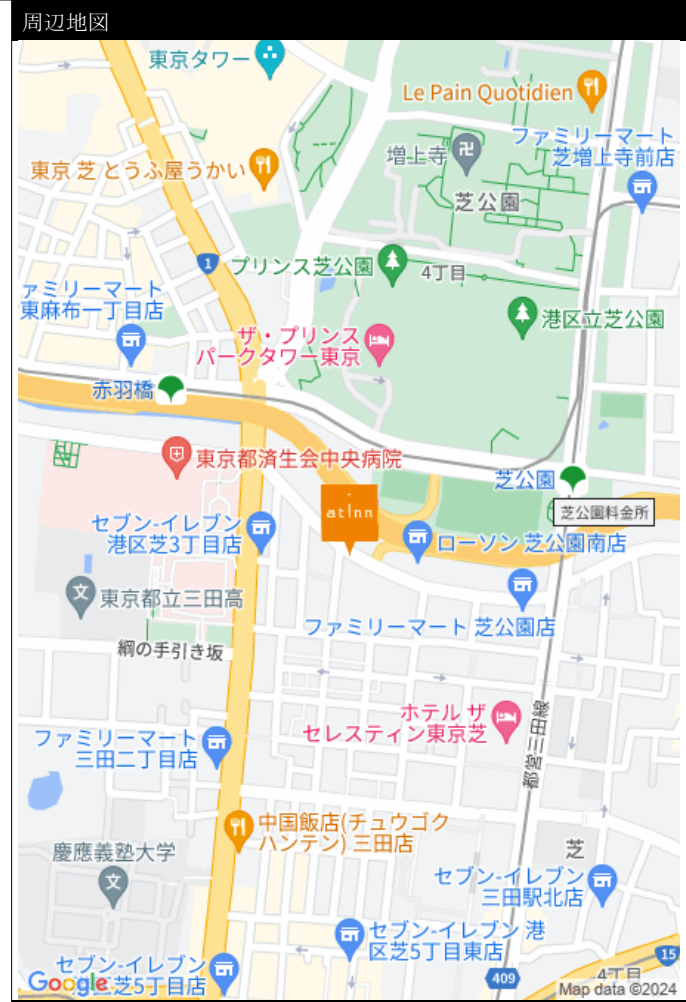 周辺地図
東京タワー
Le Pain Quotidien
ファミリーマート
芝増上寺前店
増上寺
東京 芝 とうふ屋うかい
芝公園
1
プリンス芝公園
4丁目
ァミリーマート
東麻布一丁目店
港区立芝公園
ザ・プリンス
パークタワー東京
赤羽橋
東京都済生会中央病院
芝公園
芝公園料金所
at Inn
セブン-イレブン
港区芝3丁目店
ローソン 芝公園南店
東京都立三田高
ファミリーマート 芝公園店
綱の手引き坂
ホテル ザ
セレスティン東京芝
都営三田線
ファミリーマート
三田二丁目店
中国飯店(チュウゴク
ハンテン) 三田店
慶應義塾大学
芝
セブン-イレブン
三田駅北店
セブン-イレブン 港
区芝5丁目東店
セブン-イレブン
芝5丁目店
15
409
4丁目
Google
Map data ©2024